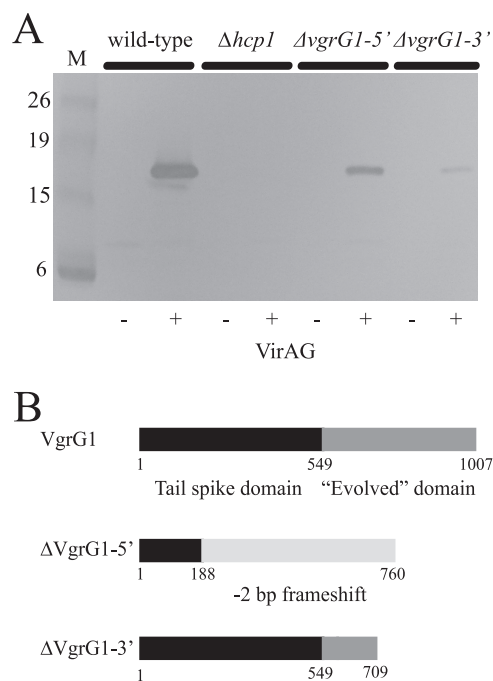 A
wild-type Δhcp1 ΔvgrG1-5’ ΔvgrG1-3’
M
26
19
15
6
- + - + - + - +
VirAG
B
VgrG1
1 549 1007
Tail spike domain “Evolved” domain
ΔVgrG1-5’
1 188 760
-2 bp frameshift
ΔVgrG1-3’
1 549 709